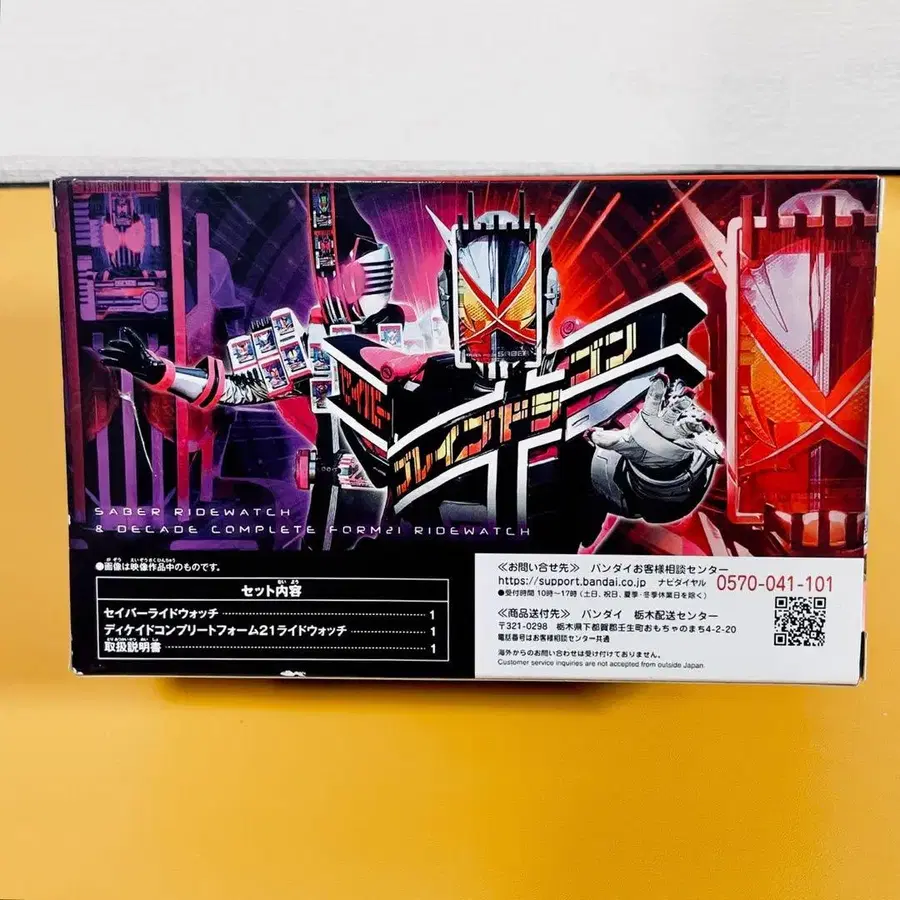 SABER
セイバー
ブレイブドラゴン
SABER RIDEWATCH
& DECADE COMPLETE FORM21 RIDEWATCH
●画像は映像作品中のものです。
セット内容
セイバーライドウォッチ 1
ディケイドコンプリートフォーム21ライドウォッチ 1
取扱説明書 1
≪お問い合せ先≫ バンダイお客様相談センター
https://support.bandai.co.jp ナビダイヤル 0570-041-101
●受付時間 10時〜17時 (土日、祝日、夏季・冬季休業日を除く)
≪商品送付先≫ バンダイ 栃木配送センター
〒321-0298 栃木県下都賀郡壬生町おもちゃのまち4-2-20
電話番号はお客様相談センター共通
海外からのお問い合わせは受け付けておりません。
Customer service inquiries are not accepted from outside Japan.